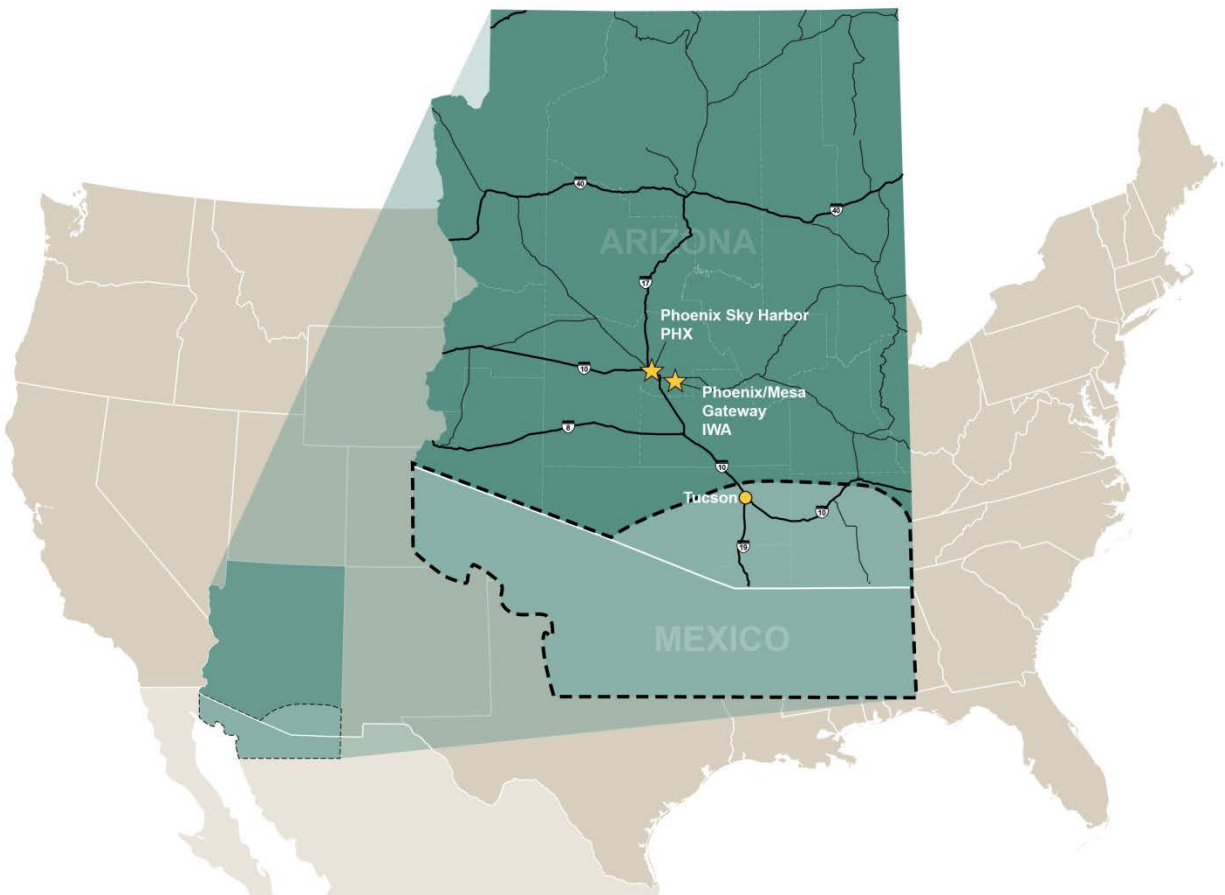 40
40
ARIZONA
17
Phoenix Sky Harbor
PHX
10
Phoenix/Mesa
Gateway
IWA
8
10
Tucson
10
19
MEXICO